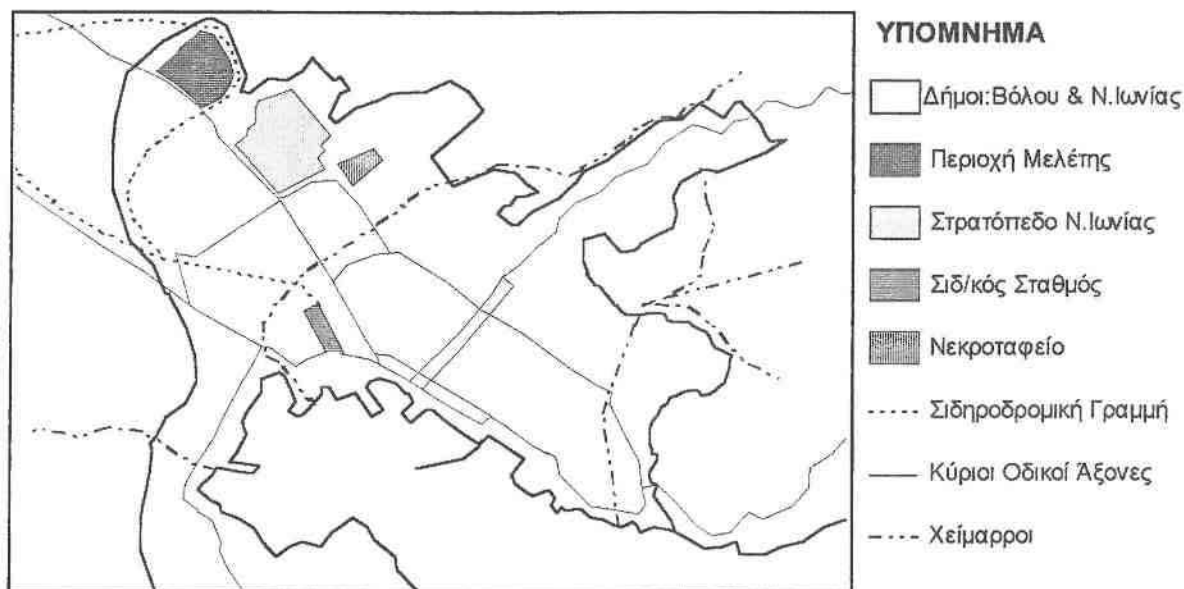 ΥΠΟΜΝΗΜΑ
Δήμοι:Βόλου & Ν.Ιωνίας
Περιοχή Μελέτης
Στρατόπεδο Ν.Ιωνίας
Σιδ/κός Σταθμός
Νεκροταφείο
Σιδηροδρομική Γραμμή
Κύριοι Οδικοί Άξονες
Χείμαρροι